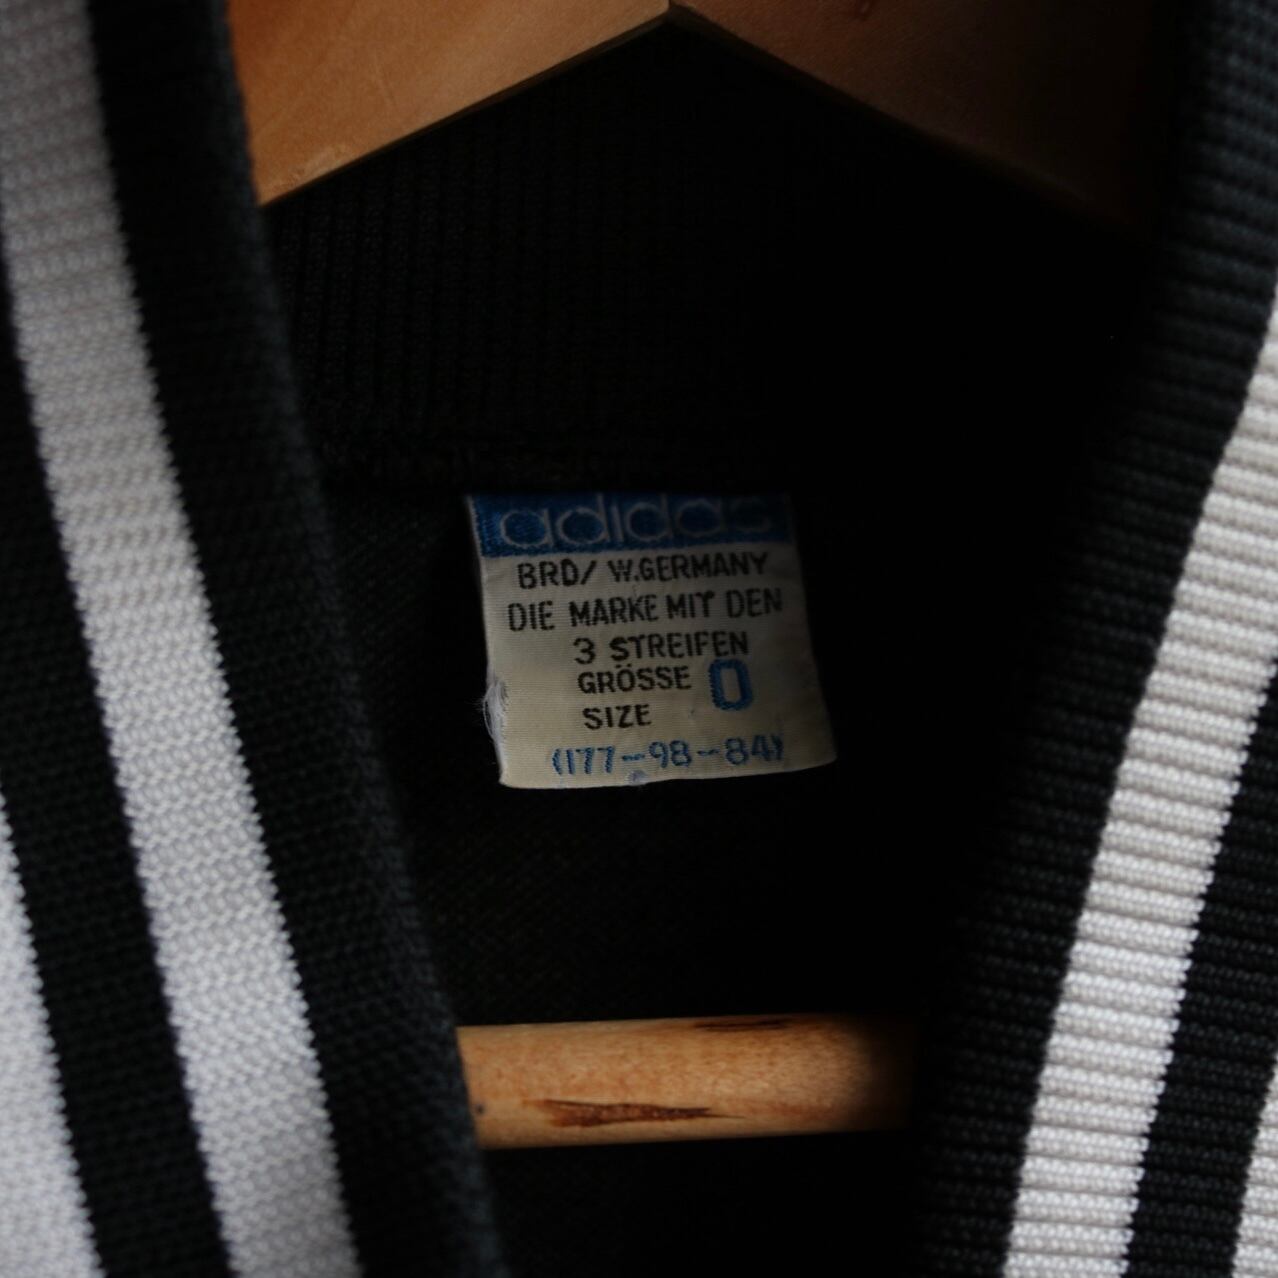 adidas
BRD/ W.GERMANY
DIE MARKE MIT DEN
3 STREIFEN
GRÖSSE 0
SIZE
(177-98-84)